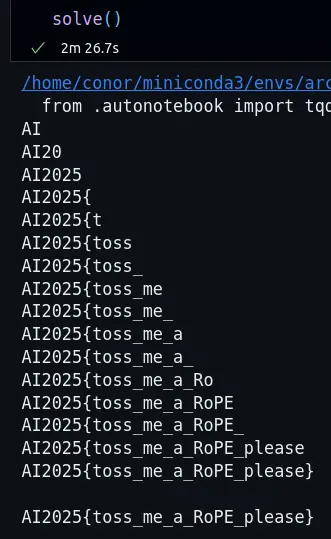 solve()
✓ 2m 26.7s
/home/conor/miniconda3/envs/arc
from .autonotebook import tqd
AI
AI20
AI2025
AI2025{
AI2025{t
AI2025{toss
AI2025{toss_
AI2025{toss_me
AI2025{toss_me_
AI2025{toss_me_a
AI2025{toss_me_a_
AI2025{toss_me_a_Ro
AI2025{toss_me_a_RoPE
AI2025{toss_me_a_RoPE_
AI2025{toss_me_a_RoPE_please
AI2025{toss_me_a_RoPE_please}
AI2025{toss_me_a_RoPE_please}